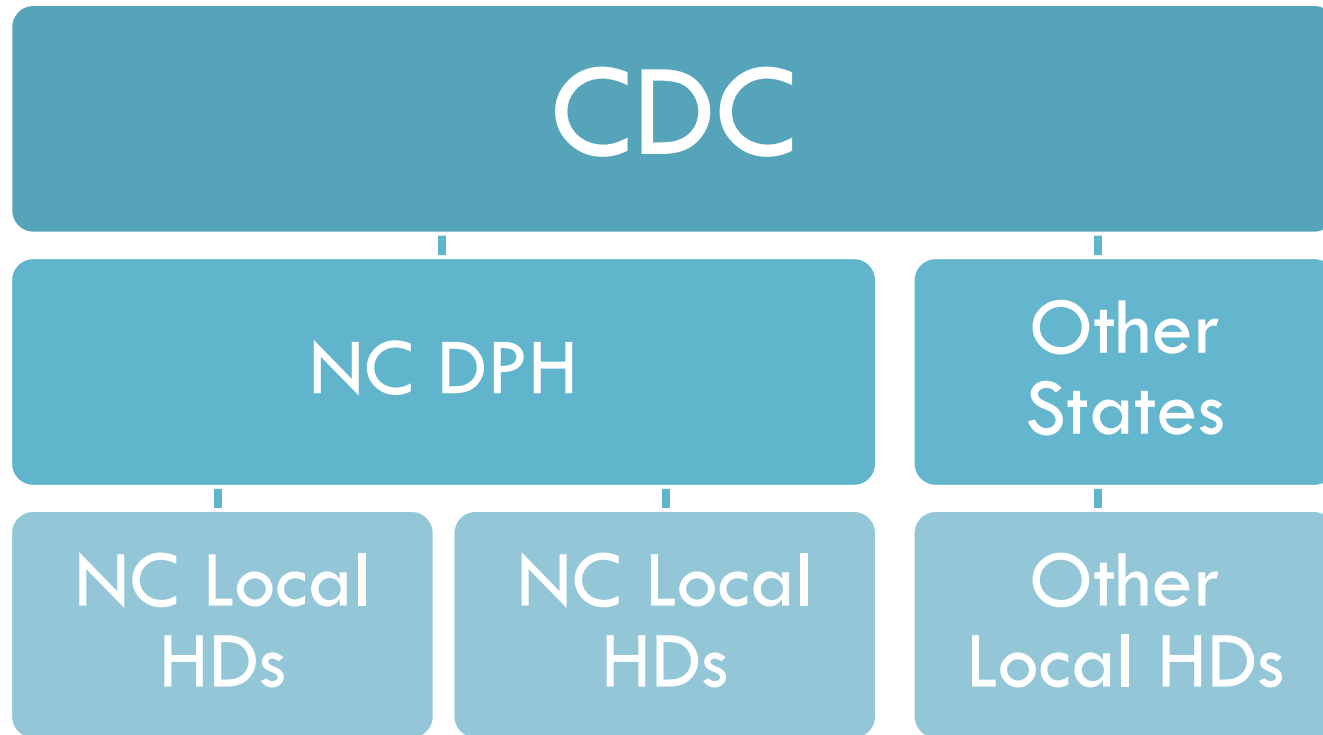 CDC
NC DPH
Other
States
NC Local
HDs
NC Local
HDs
Other
Local HDs